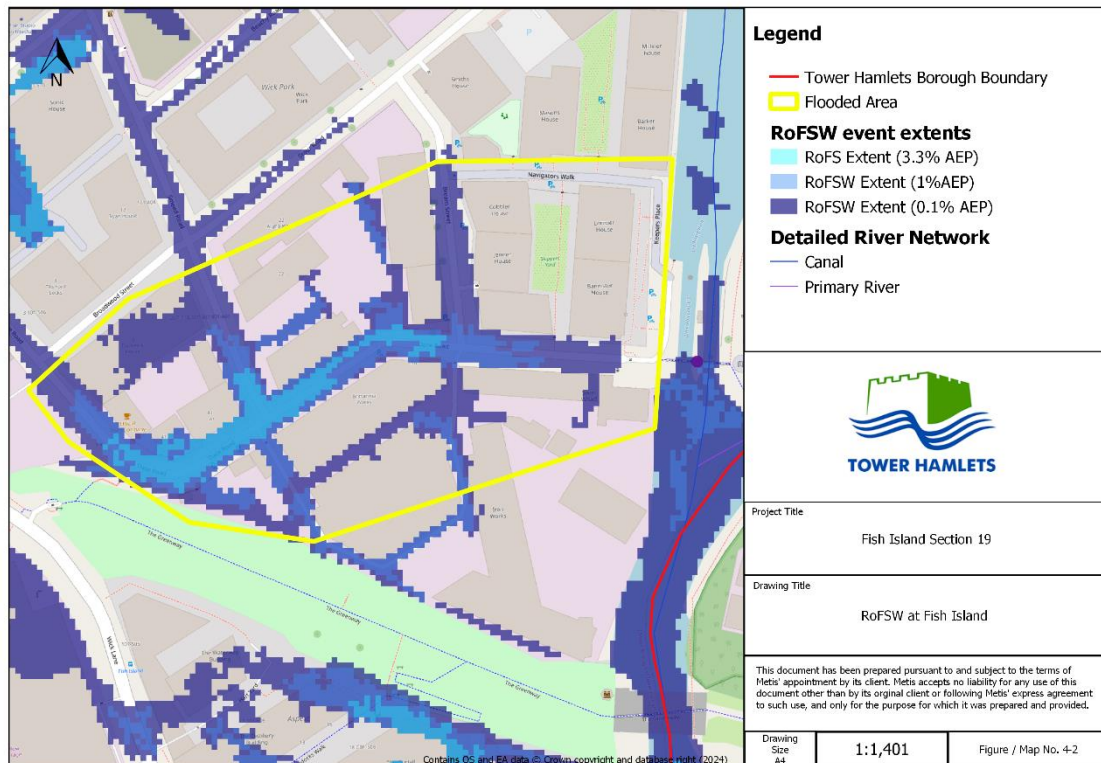 N
Wick Park
Wick
Park
Navigators Walk
Keepers Place
Broadwood Street
The Greenway
The Greenway
The Greenway
Wick Lane
Contains OS and EA data © Crown copyright and database right (2024)
Legend
Tower Hamlets Borough Boundary
Flooded Area
RoFSW event extents
RoFS Extent (3.3% AEP)
RoFSW Extent (1%AEP)
RoFSW Extent (0.1% AEP)
Detailed River Network
Canal
Primary River
TOWER HAMLETS
Project Title
Fish Island Section 19
Drawing Title
RoFSW at Fish Island
This document has been prepared pursuant to and subject to the terms of
Metis' appointment by its client. Metis accepts no liability for any use of this
document other than by its orginal client or following Metis' express agreement
to such use, and only for the purpose for which it was prepared and provided.
Drawing
Size
A4
1:1,401
Figure / Map No. 4-2